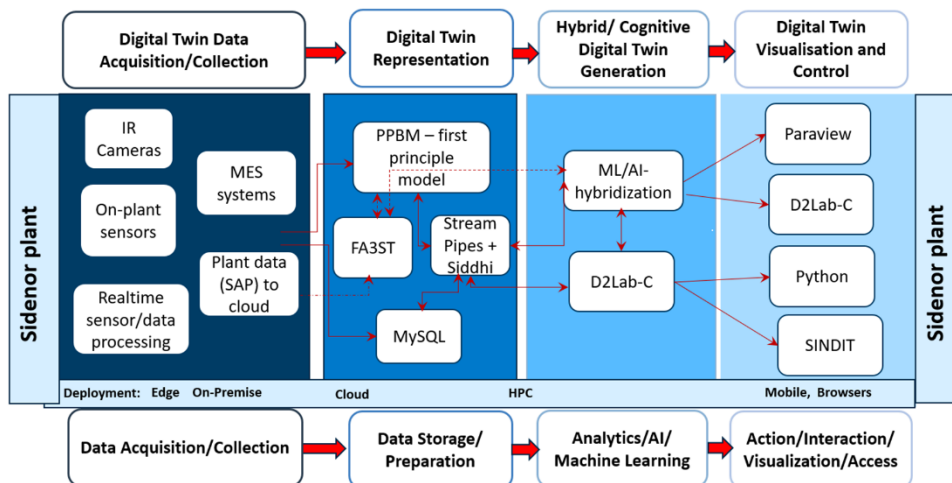 Digital Twin Data
Acquisition/Collection
Digital Twin
Representation
Hybrid/ Cognitive
Digital Twin
Generation
Digital Twin
Visualisation and
Control
Sidenor plant
IR
Cameras
MES
systems
On-plant
sensors
Plant data
(SAP) to
cloud
Realtime
sensor/data
processing
PPBM – first
principle
model
FA3ST
Stream
Pipes +
Siddhi
MySQL
ML/AI-
hybridization
D2Lab-C
Paraview
D2Lab-C
Python
SINDIT
Sidenor plant
Deployment: Edge On-Premise Cloud HPC Mobile, Browsers
Data Acquisition/Collection
Data Storage/
Preparation
Analytics/AI/
Machine Learning
Action/Interaction/
Visualization/Access